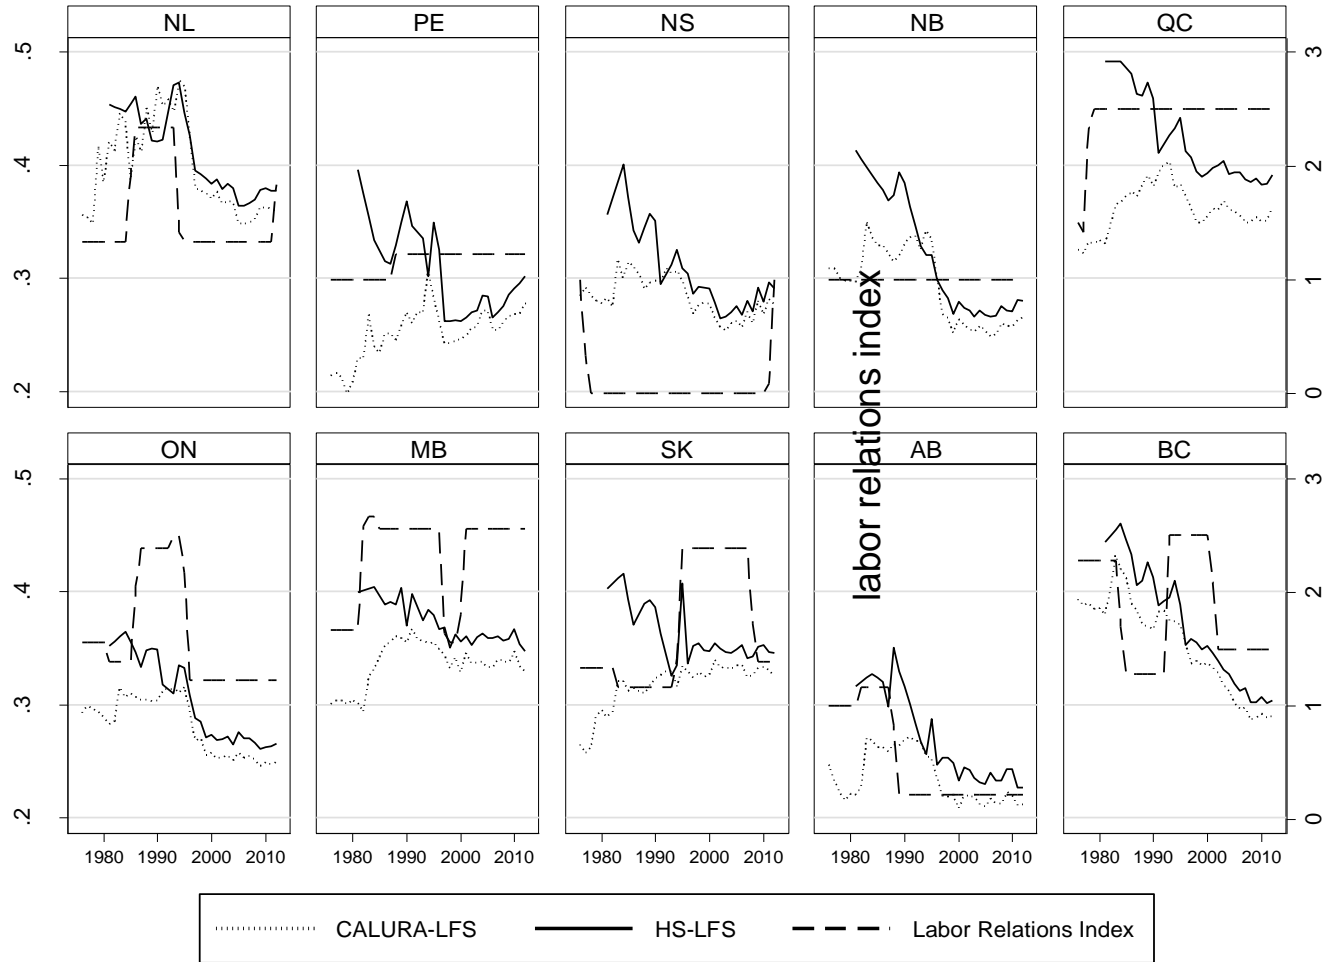 NL PE NS NB QC
.5 3
.4 2
.3 1
.2 0
labor relations index
ON MB SK AB BC
.5 3
.4 2
.3 1
.2 0
1980 1990 2000 2010 1980 1990 2000 2010 1980 1990 2000 2010 1980 1990 2000 2010 1980 1990 2000 2010
CALURA-LFS HS-LFS Labor Relations Index